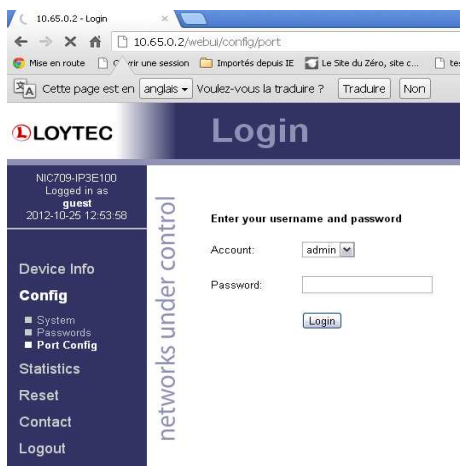 10.65.0.2 - Login
10.65.0.2/webui/config/port
Mise en route
rir une session
Importés depuis IE
Le Site du Zéro, site c...
te
Cette page est en anglais Voulez-vous la traduire ? Traduire Non
LOYTEC
Login
NIC709-IP3E100
Logged in as
guest
2012-10-25 12:53:58
Device Info
Config
System
Passwords
Port Config
Statistics
Reset
Contact
Logout
networks under control
Enter your username and password
Account: admin
Password:
Login